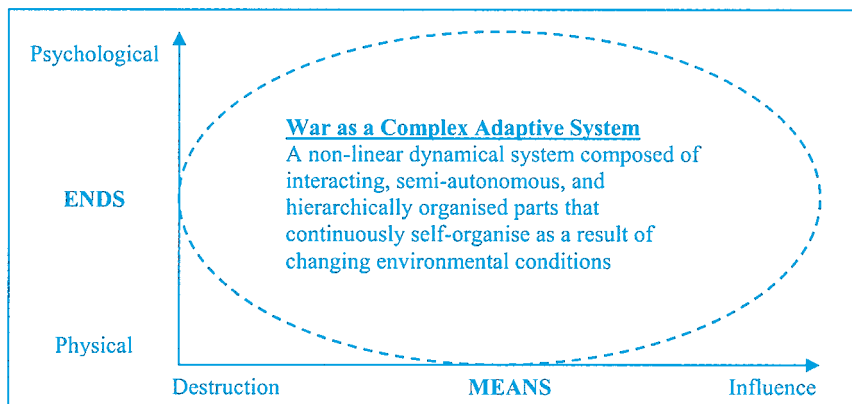 Psychological
War as a Complex Adaptive System
A non-linear dynamical system composed of
interacting, semi-autonomous, and
ENDS
hierarchically organised parts that
continuously self-organise as a result of
changing environmental conditions
Physical
Destruction MEANS Influence